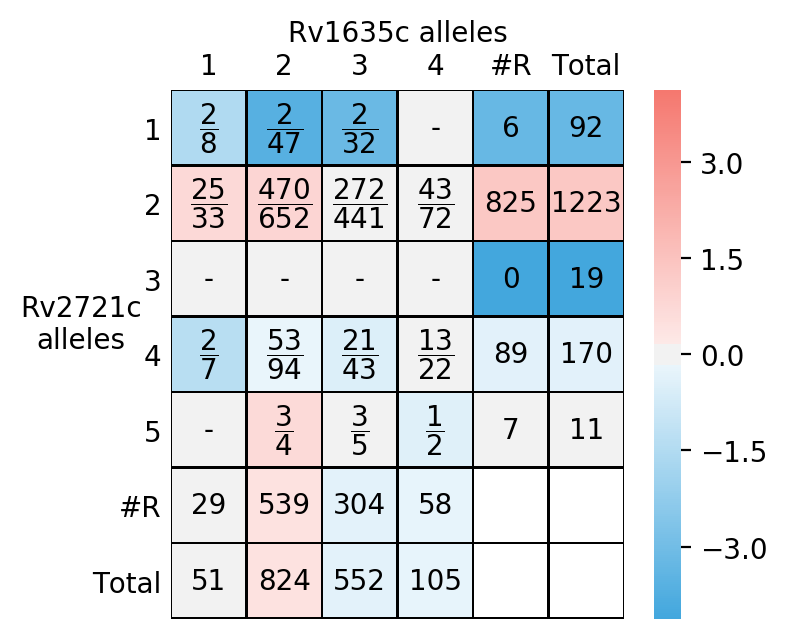 Rv1635c alleles
1 2 3 4 #R Total
1 2/8 2/47 2/32 - 6 92
2 25/33 470/652 272/441 43/72 825 1223
3 - - - - 0 19
Rv2721c
alleles
4 2/7 53/94 21/43 13/22 89 170
5 - 3/4 3/5 1/2 7 11
#R 29 539 304 58
Total 51 824 552 105
3.0
1.5
0.0
−1.5
−3.0